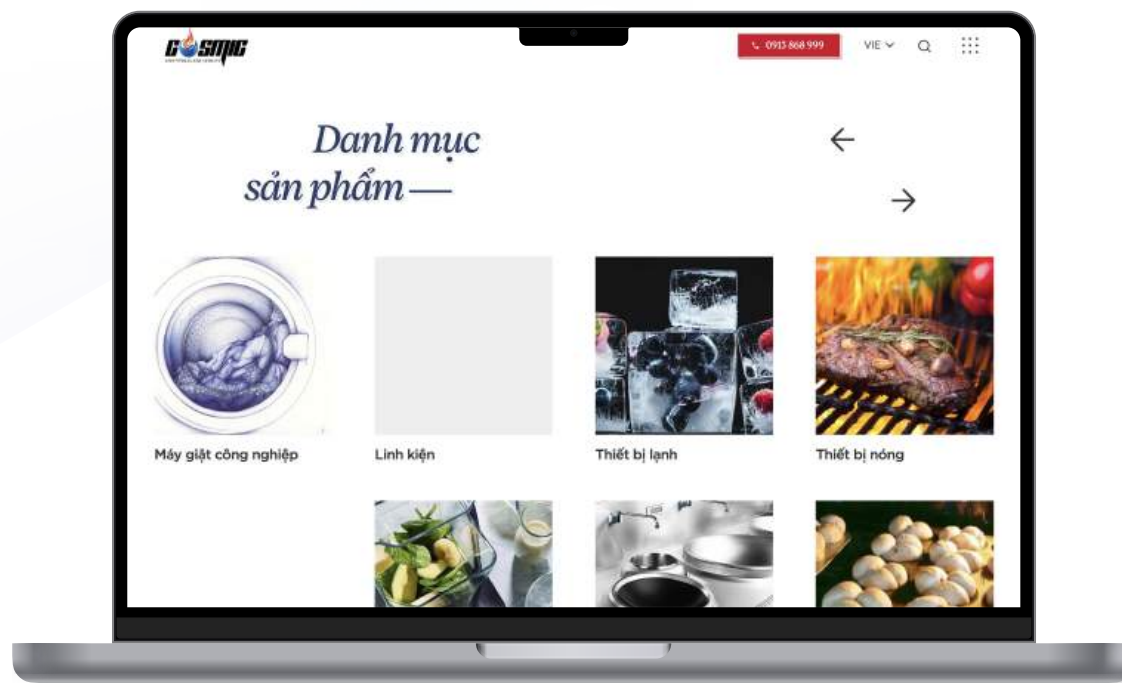 COSMIC
0913 868 999
VIE
Danh mục
sản phẩm —
Máy giặt công nghiệp
Linh kiện
Thiết bị lạnh
Thiết bị nóng